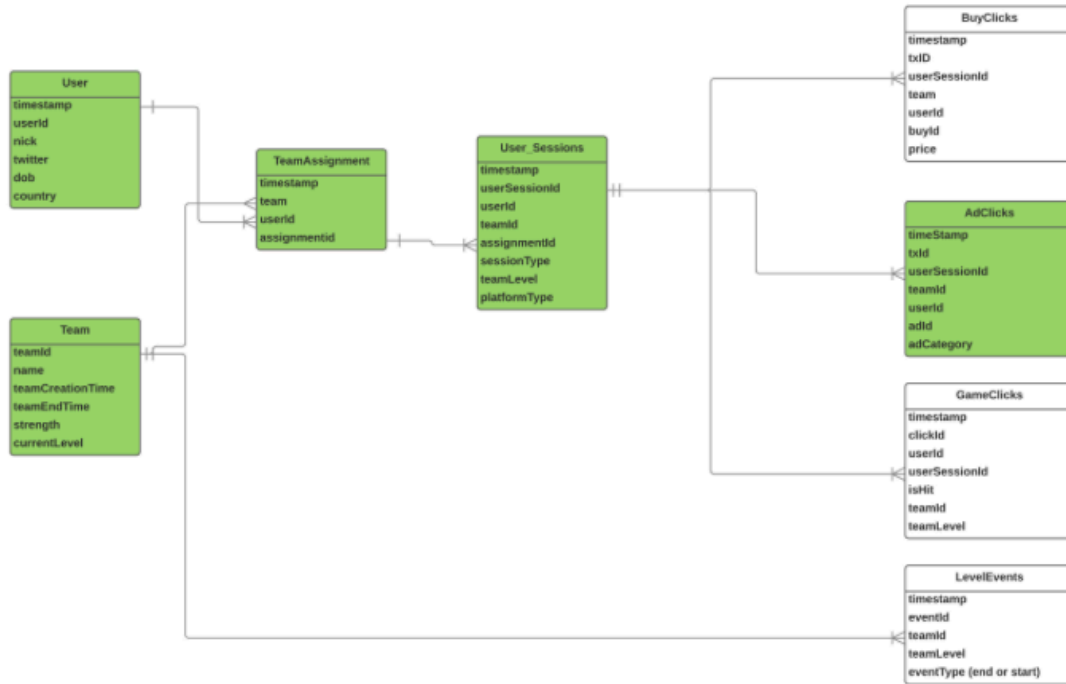 User
timestamp
userId
nick
twitter
dob
country
Team
teamId
name
teamCreationTime
teamEndTime
strength
currentLevel
TeamAssignment
timestamp
team
userId
assignmentid
User_Sessions
timestamp
userSessionId
userId
teamId
assignmentId
sessionType
teamLevel
platformType
BuyClicks
timestamp
txID
userSessionId
team
userId
buyId
price
AdClicks
timeStamp
txId
userSessionId
teamId
userId
adId
adCategory
GameClicks
timestamp
clickId
userId
userSessionId
isHit
teamId
teamLevel
LevelEvents
timestamp
eventId
teamId
teamLevel
eventType (end or start)